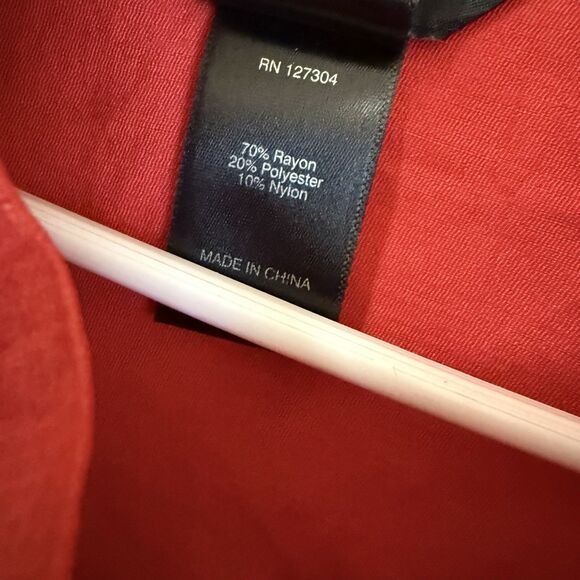 RN 127304
70% Rayon
20% Polyester
10% Nylon
MADE IN CHINA